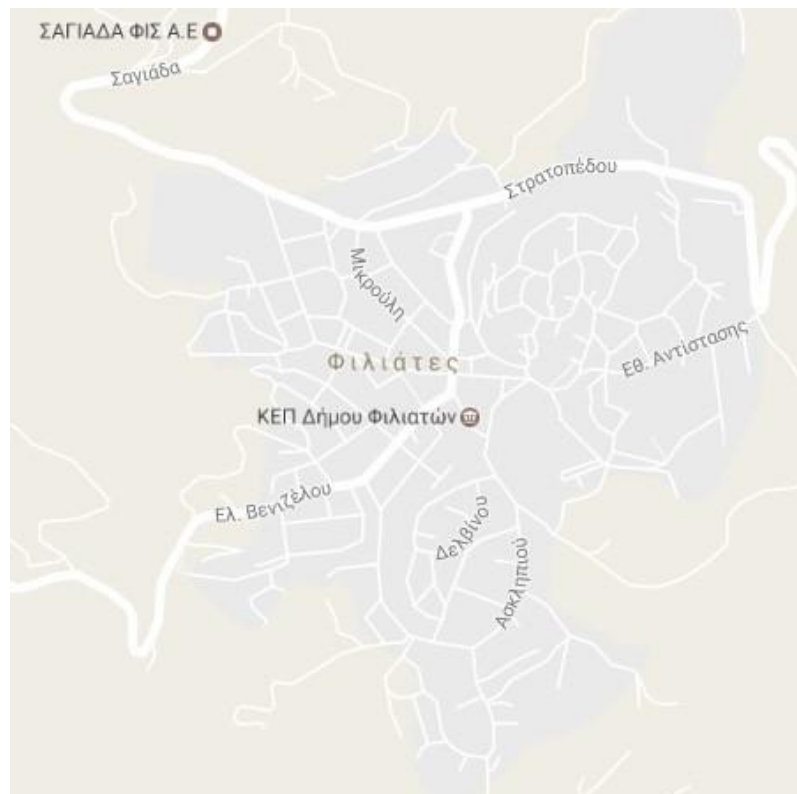 ΣΑΓΙΑΔΑ ΦΙΣ Α.Ε
Σαγιάδα
Στρατοπέδου
Μικρούλη
Εθ. Αντίστασης
Φιλιάτες
ΚΕΠ Δήμου Φιλιατών
Ελ. Βενιζέλου
Δελβίνου
Ασκληπιού